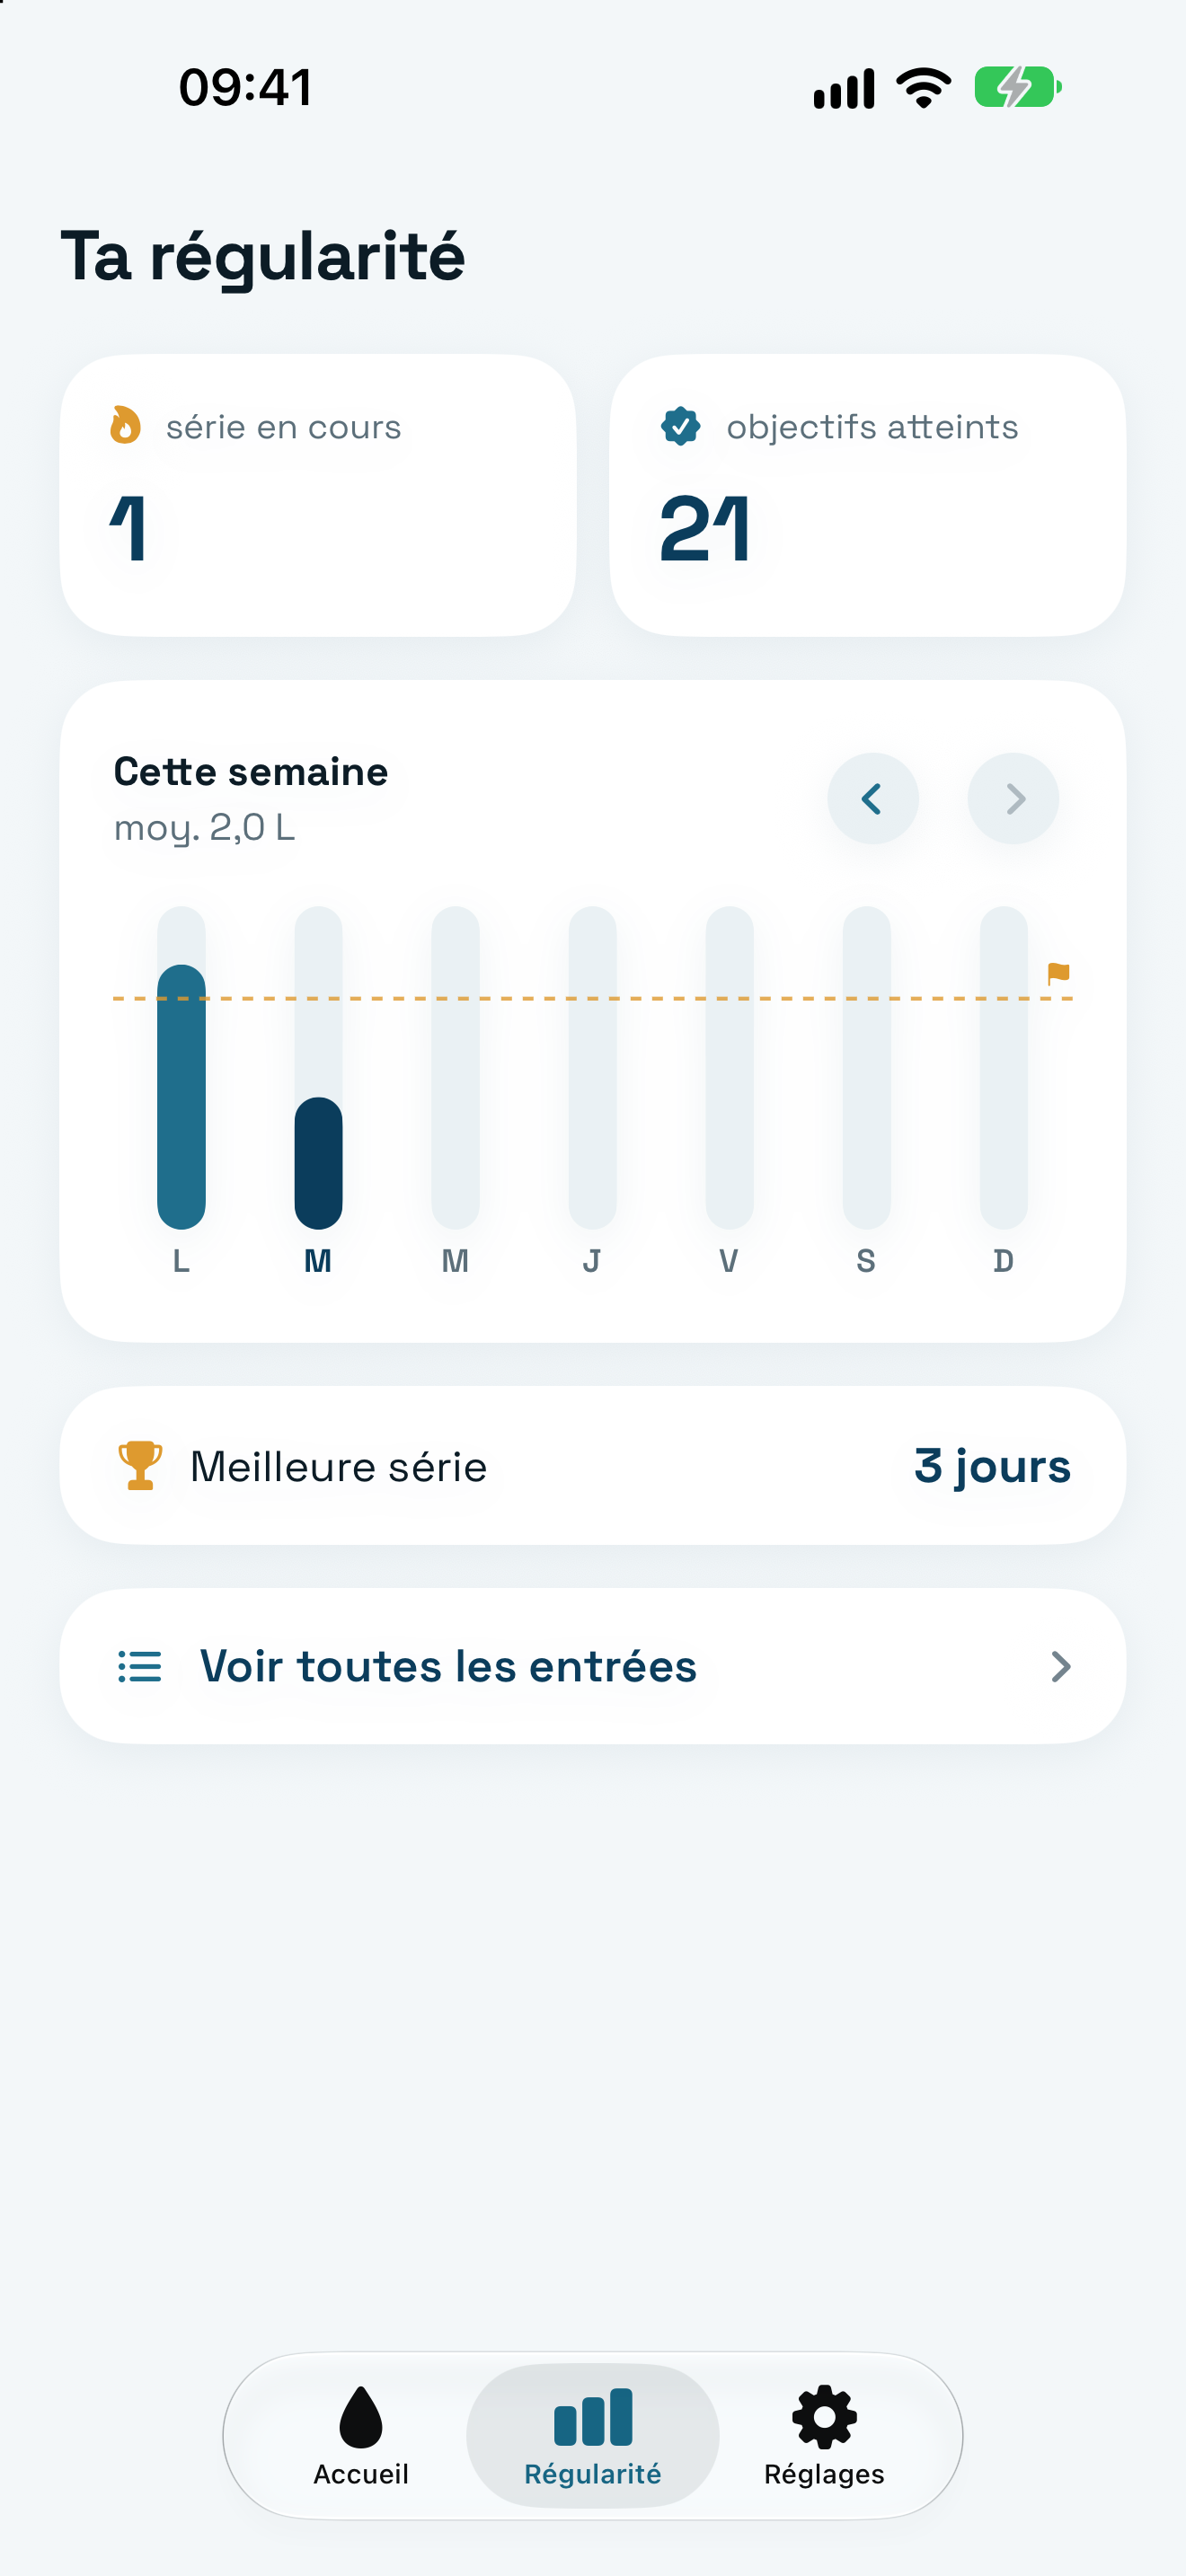 09:41
Ta régularité
série en cours
1
objectifs atteints
21
Cette semaine
moy. 2,0 L
L M M J V S D
Meilleure série 3 jours
Voir toutes les entrées
Accueil Régularité Réglages